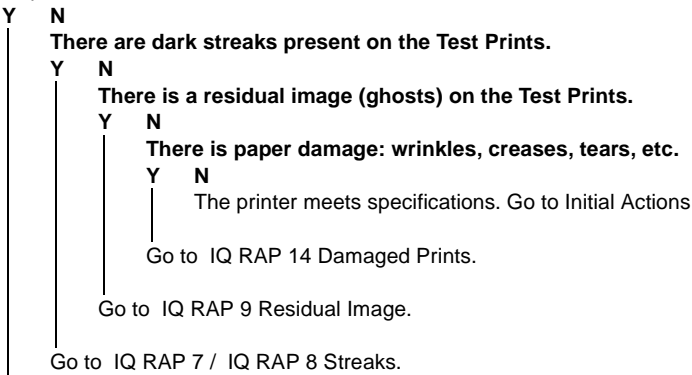 Y N
There are dark streaks present on the Test Prints.
Y N
There is a residual image (ghosts) on the Test Prints.
Y N
There is paper damage: wrinkles, creases, tears, etc.
Y N
The printer meets specifications. Go to Initial Actions
Go to IQ RAP 14 Damaged Prints.
Go to IQ RAP 9 Residual Image.
Go to IQ RAP 7 / IQ RAP 8 Streaks.